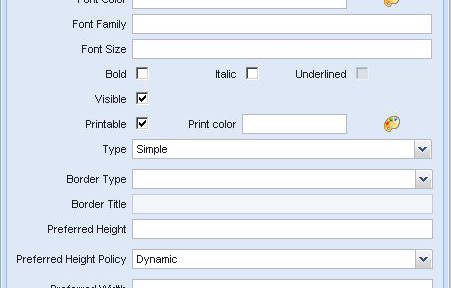 Font Color
Font Family
Font Size
Bold Italic Underlined
Visible
Printable Print color
Type Simple
Border Type
Border Title
Preferred Height
Preferred Height Policy Dynamic
Preferred Width